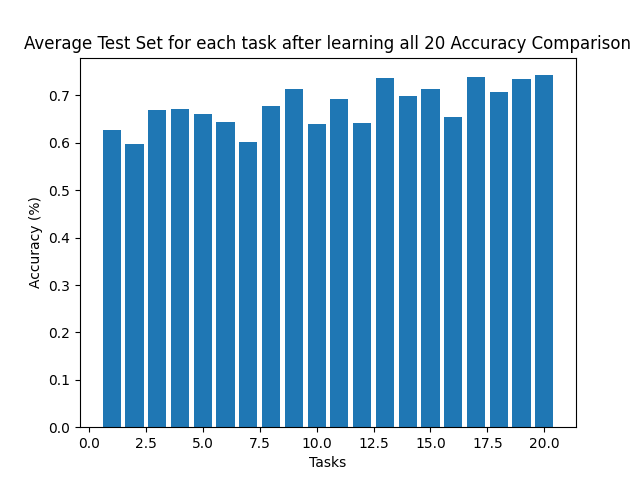 Average Test Set for each task after learning all 20 Accuracy Comparison
Accuracy (%)
0.7
0.6
0.5
0.4
0.3
0.2
0.1
0.0
0.0 2.5 5.0 7.5 10.0 12.5 15.0 17.5 20.0
Tasks